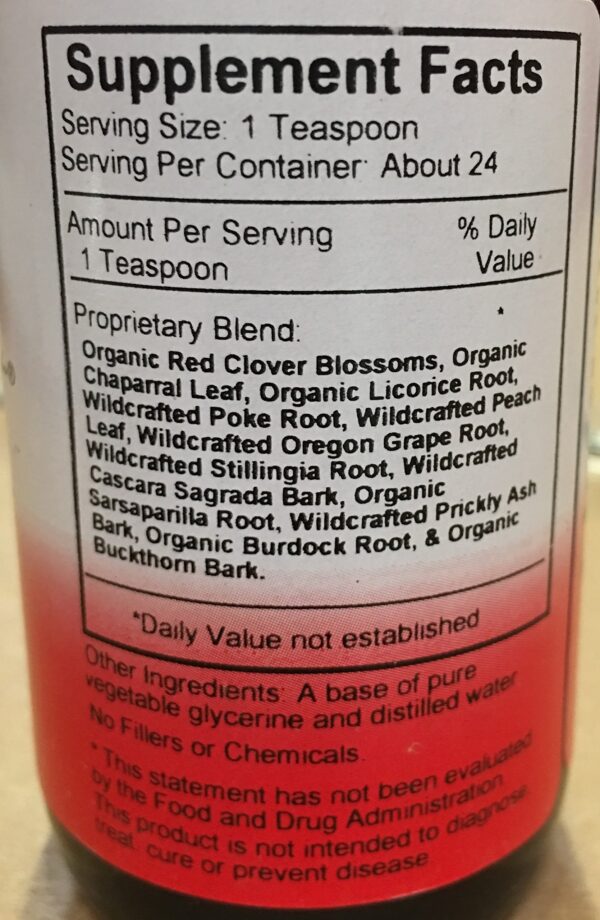 Supplement Facts
Serving Size: 1 Teaspoon
Serving Per Container: About 24
Amount Per Serving % Daily
1 Teaspoon Value
Proprietary Blend: *
Organic Red Clover Blossoms, Organic
Chaparral Leaf, Organic Licorice Root,
Wildcrafted Poke Root, Wildcrafted Peach
Leaf, Wildcrafted Oregon Grape Root,
Wildcrafted Stillingia Root, Wildcrafted
Cascara Sagrada Bark, Organic
Sarsaparilla Root, Wildcrafted Prickly Ash
Bark, Organic Burdock Root, & Organic
Buckthorn Bark.
*Daily Value not established
Other Ingredients: A base of pure
vegetable glycerine and distilled water
No Fillers or Chemicals.
* This statement has not been evaluated
by the Food and Drug Administration.
This product is not intended to diagnose,
treat, cure or prevent disease.